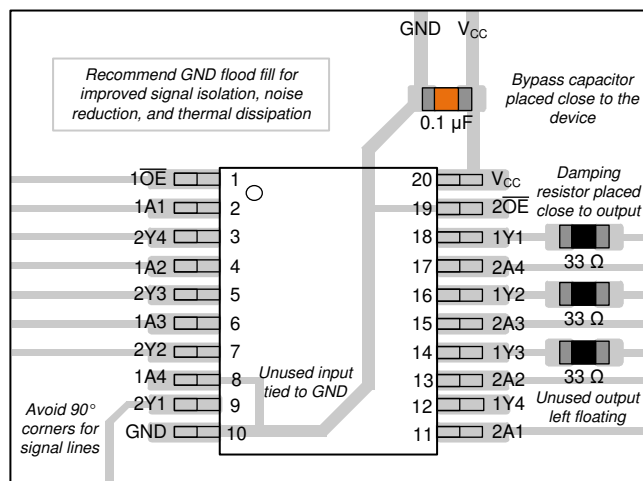 GND V_CC
Recommend GND flood fill for
improved signal isolation, noise
reduction, and thermal dissipation
0.1 µF
Bypass capacitor
placed close to the
device
1O̅E̅ 1 20 V_CC
Damping
resistor placed
close to output
1A1 2 19 2O̅E̅
2Y4 3 18 1Y1
33 Ω
1A2 4 17 2A4
2Y3 5 16 1Y2
33 Ω
1A3 6 15 2A3
2Y2 7 14 1Y3
33 Ω
Unused input
tied to GND
1A4 8 13 2A2
Unused output
left floating
2Y1 9 12 1Y4
Avoid 90°
corners for
signal lines
GND 10 11 2A1